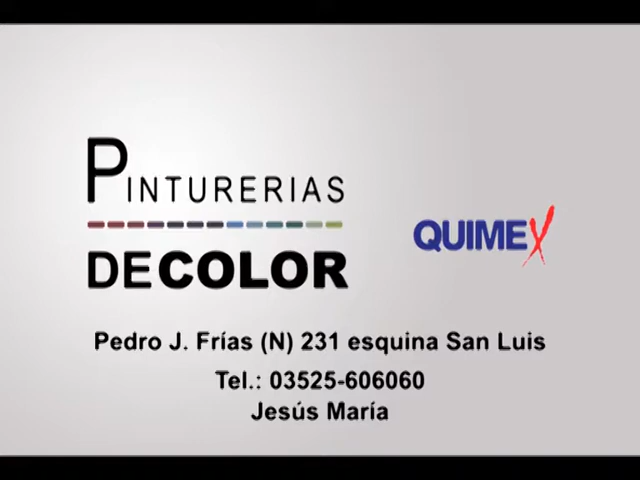 PINTURERIAS
DECOLOR
QUIMEX
Pedro J. Frías (N) 231 esquina San Luis
Tel.: 03525-606060
Jesús María